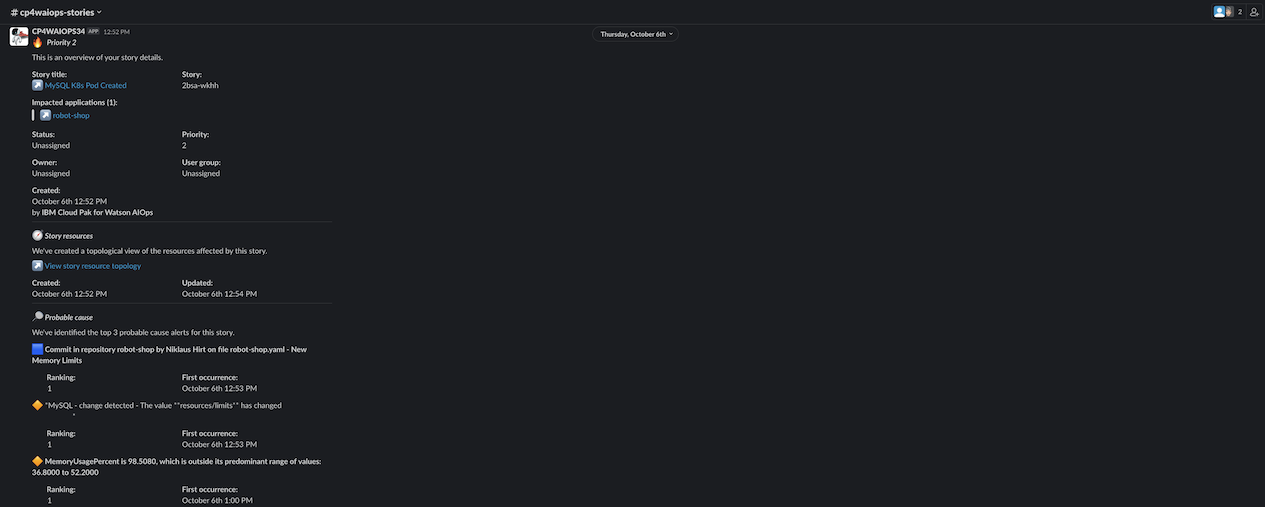 # cp4waiops-stories
2
CP4WAIOPS34 APP 12:52 PM
Thursday, October 6th
Priority 2
This is an overview of your story details.
Story title: Story:
MySQL K8s Pod Created 2bsa-wkhh
Impacted applications (1):
robot-shop
Status: Priority:
Unassigned 2
Owner: User group:
Unassigned Unassigned
Created:
October 6th 12:52 PM
by IBM Cloud Pak for Watson AIOps
Story resources
We've created a topological view of the resources affected by this story.
View story resource topology
Created: Updated:
October 6th 12:52 PM October 6th 12:54 PM
Probable cause
We've identified the top 3 probable cause alerts for this story.
Commit in repository robot-shop by Niklaus Hirt on file robot-shop.yaml - New
Memory Limits
Ranking: First occurrence:
1 October 6th 12:53 PM
"MySQL - change detected - The value ""resources/limits"" has changed
Ranking: First occurrence:
1 October 6th 12:53 PM
MemoryUsagePercent is 98.5080, which is outside its predominant range of values:
36.8000 to 52.2000
Ranking: First occurrence:
1 October 6th 1:00 PM